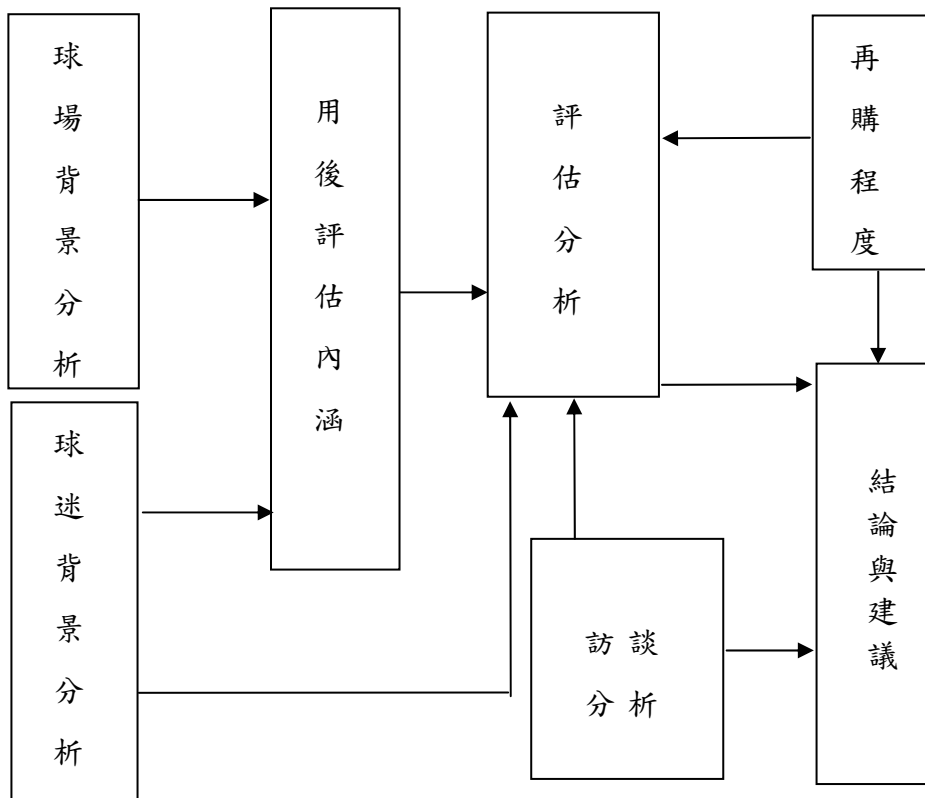 球場背景分析
球迷背景分析
用後評估內涵
評估分析
訪談
分析
再購程度
結論與建議